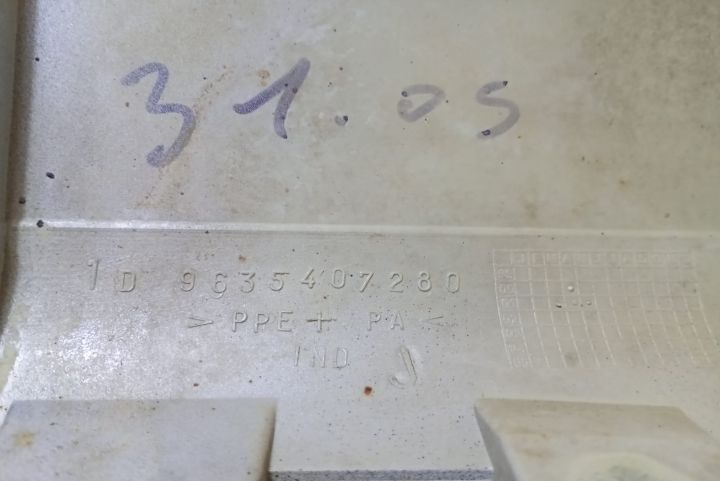 31.05
1D 9635407280
> PPE + PA <
IND J